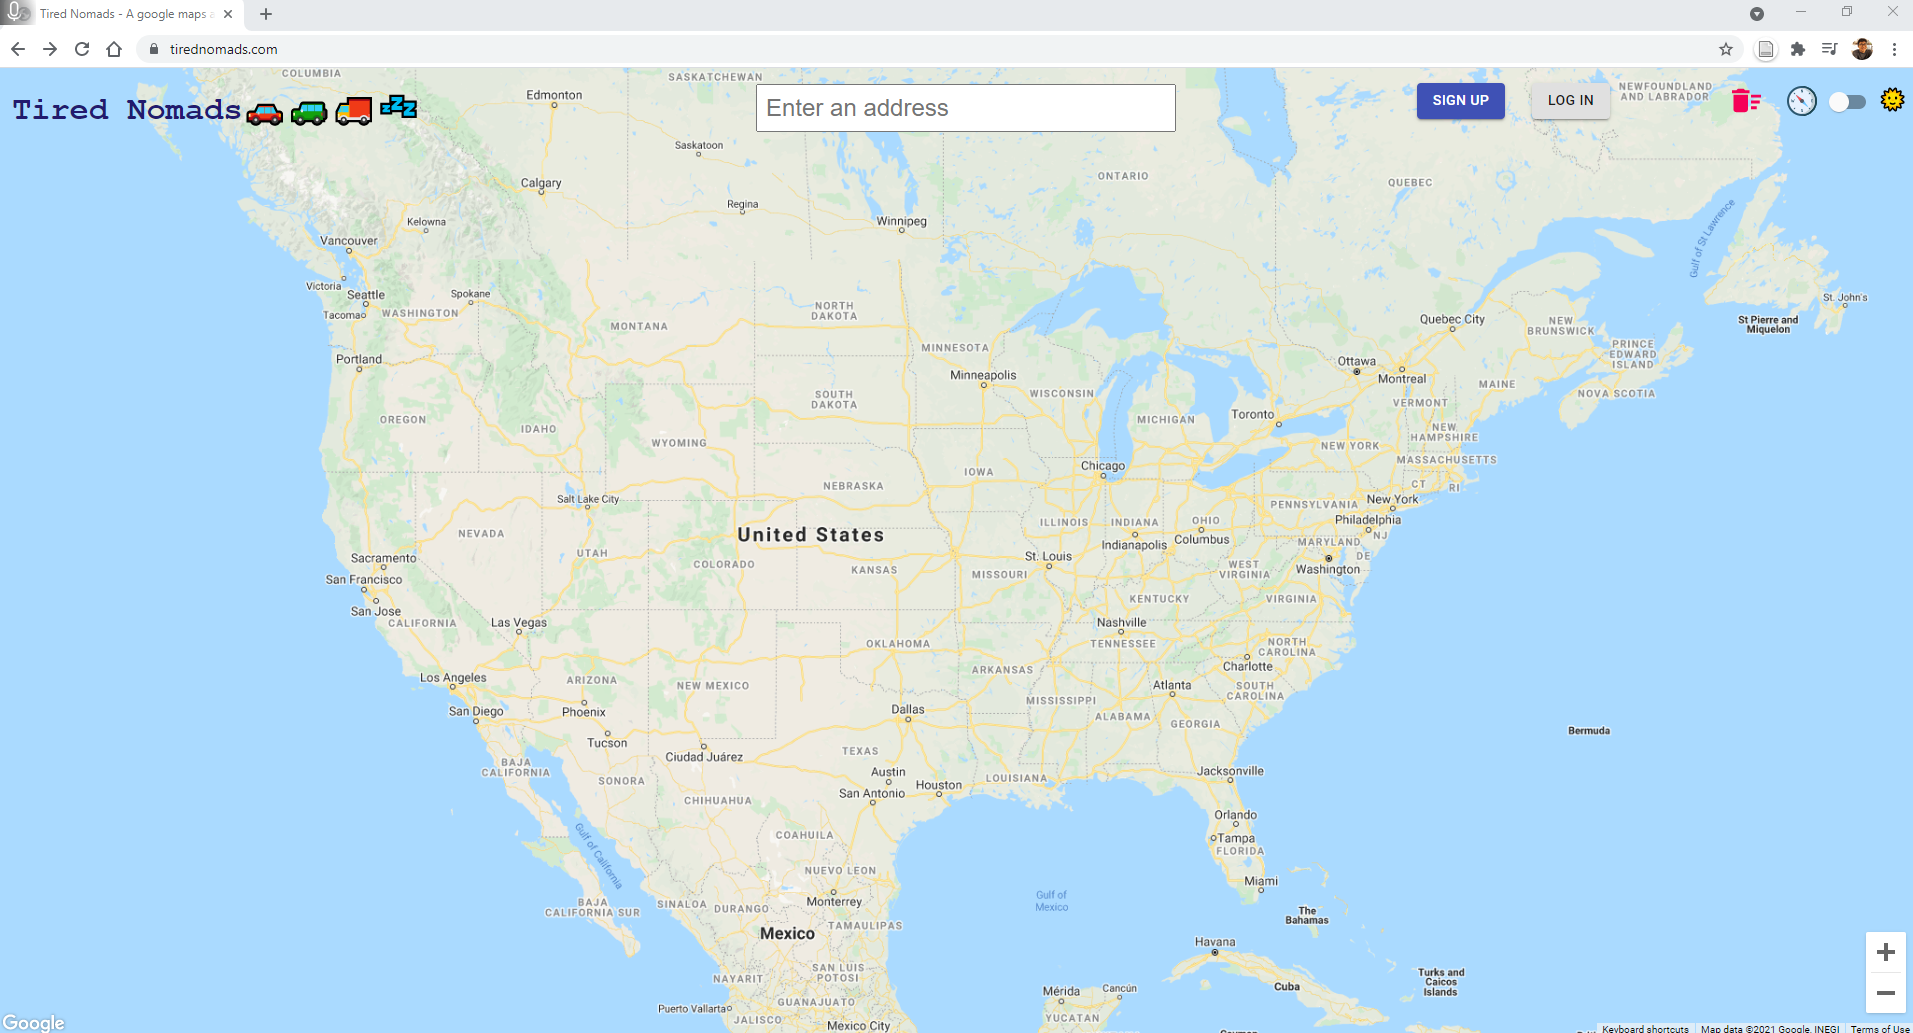 Tired Nomads - A google maps a
tirednomads.com
Tired Nomads
Enter an address
SIGN UP
LOG IN
COLUMBIA
SASKATCHEWAN
NEWFOUNDLAND
AND LABRADOR
Edmonton
Saskatoon
Calgary
ONTARIO
QUEBEC
Regina
Kelowna
Winnipeg
Vancouver
Gulf of St Lawrence
Victoria
Seattle
Spokane
Tacoma
WASHINGTON
St. John's
NORTH
DAKOTA
MONTANA
Quebec City
NEW
BRUNSWICK
St Pierre and
Miquelon
Portland
MINNESOTA
Minneapolis
Ottawa
Montreal
PRINCE
EDWARD
ISLAND
SOUTH
DAKOTA
WISCONSIN
MAINE
NOVA SCOTIA
VERMONT
OREGON
IDAHO
WYOMING
MICHIGAN
Toronto
NEW
HAMPSHIRE
NEW YORK
MASSACHUSETTS
IOWA
Chicago
CT
RI
NEBRASKA
Salt Lake City
PENNSYLVANIA
New York
Philadelphia
NJ
NEVADA
United States
ILLINOIS
INDIANA
OHIO
Indianapolis
Columbus
MARYLAND
DE
Sacramento
UTAH
COLORADO
KANSAS
St. Louis
MISSOURI
WEST
VIRGINIA
Washington
San Francisco
San Jose
CALIFORNIA
KENTUCKY
VIRGINIA
Las Vegas
Nashville
TENNESSEE
OKLAHOMA
NORTH
CAROLINA
Charlotte
Los Angeles
ARIZONA
NEW MEXICO
ARKANSAS
Atlanta
SOUTH
CAROLINA
San Diego
Phoenix
Dallas
MISSISSIPPI
ALABAMA
GEORGIA
Bermuda
Tucson
Ciudad Juárez
TEXAS
BAJA
CALIFORNIA
SONORA
Austin
LOUISIANA
Jacksonville
San Antonio
Houston
CHIHUAHUA
Orlando
Gulf of California
COAHUILA
Tampa
FLORIDA
NUEVO LEON
Miami
Gulf of
Mexico
BAJA
CALIFORNIA SUR
SINALOA
DURANGO
Monterrey
The
Bahamas
Mexico
TAMAULIPAS
Havana
NAYARIT
SAN LUIS
POTOSI
Turks and
Caicos
Islands
Cuba
Mérida
Cancún
Puerto Vallarta
GUANAJUATO
JALISCO
YUCATAN
Mexico City
Google
Keyboard shortcuts
Map data ©2021 Google, INEGI
Terms of Use